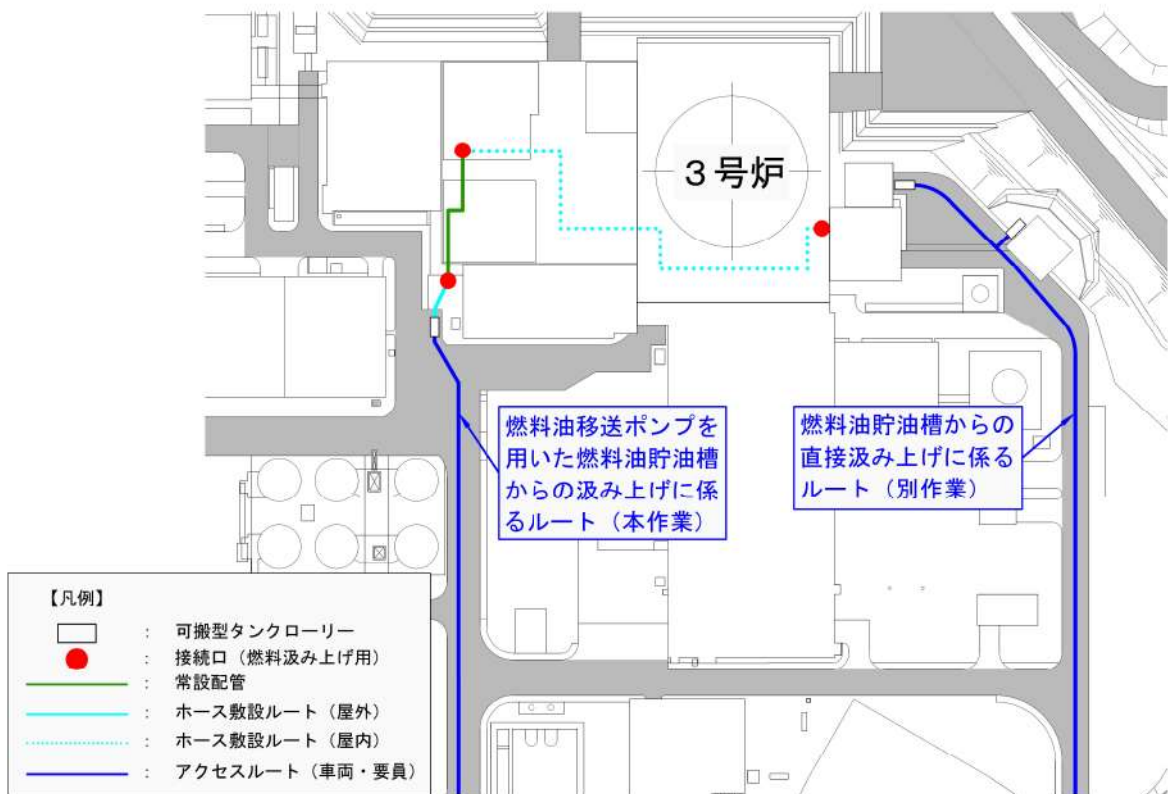 3号炉
燃料油移送ポンプを
用いた燃料油貯油槽
からの汲み上げに係
るルート（本作業）
燃料油貯油槽からの
直接汲み上げに係る
ルート（別作業）
【凡例】
： 可搬型タンクローリー
： 接続口（燃料汲み上げ用）
： 常設配管
： ホース敷設ルート（屋外）
： ホース敷設ルート（屋内）
： アクセスルート（車両・要員）